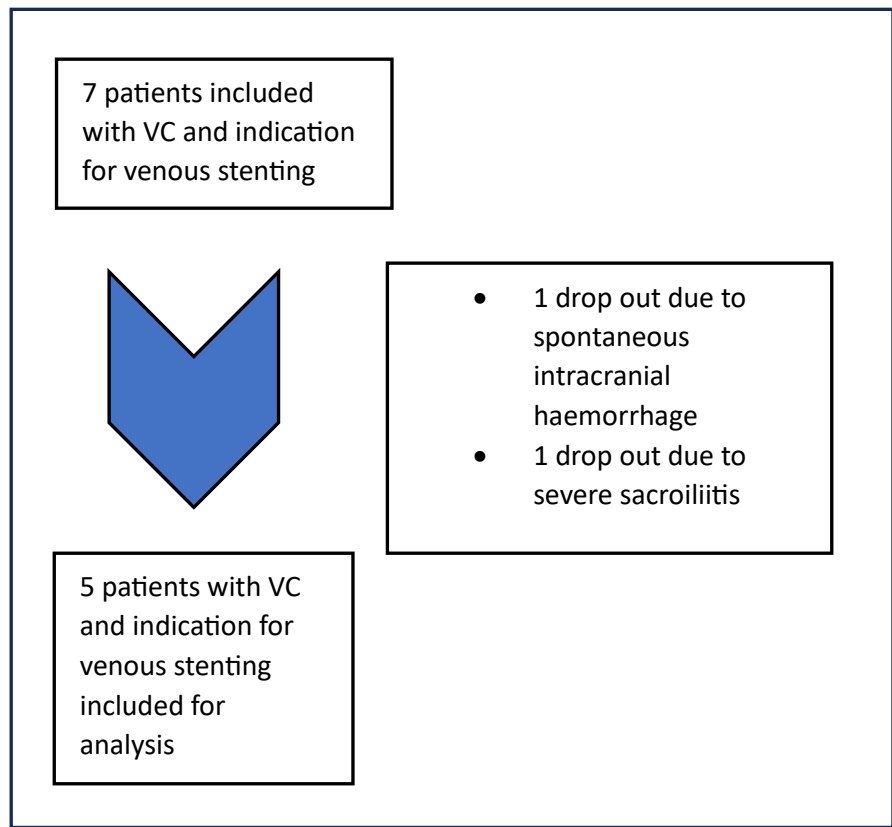 7 patients included
with VC and indication
for venous stenting
• 1 drop out due to
spontaneous
intracranial
haemorrhage
• 1 drop out due to
severe sacroiliitis
5 patients with VC
and indication for
venous stenting
included for
analysis